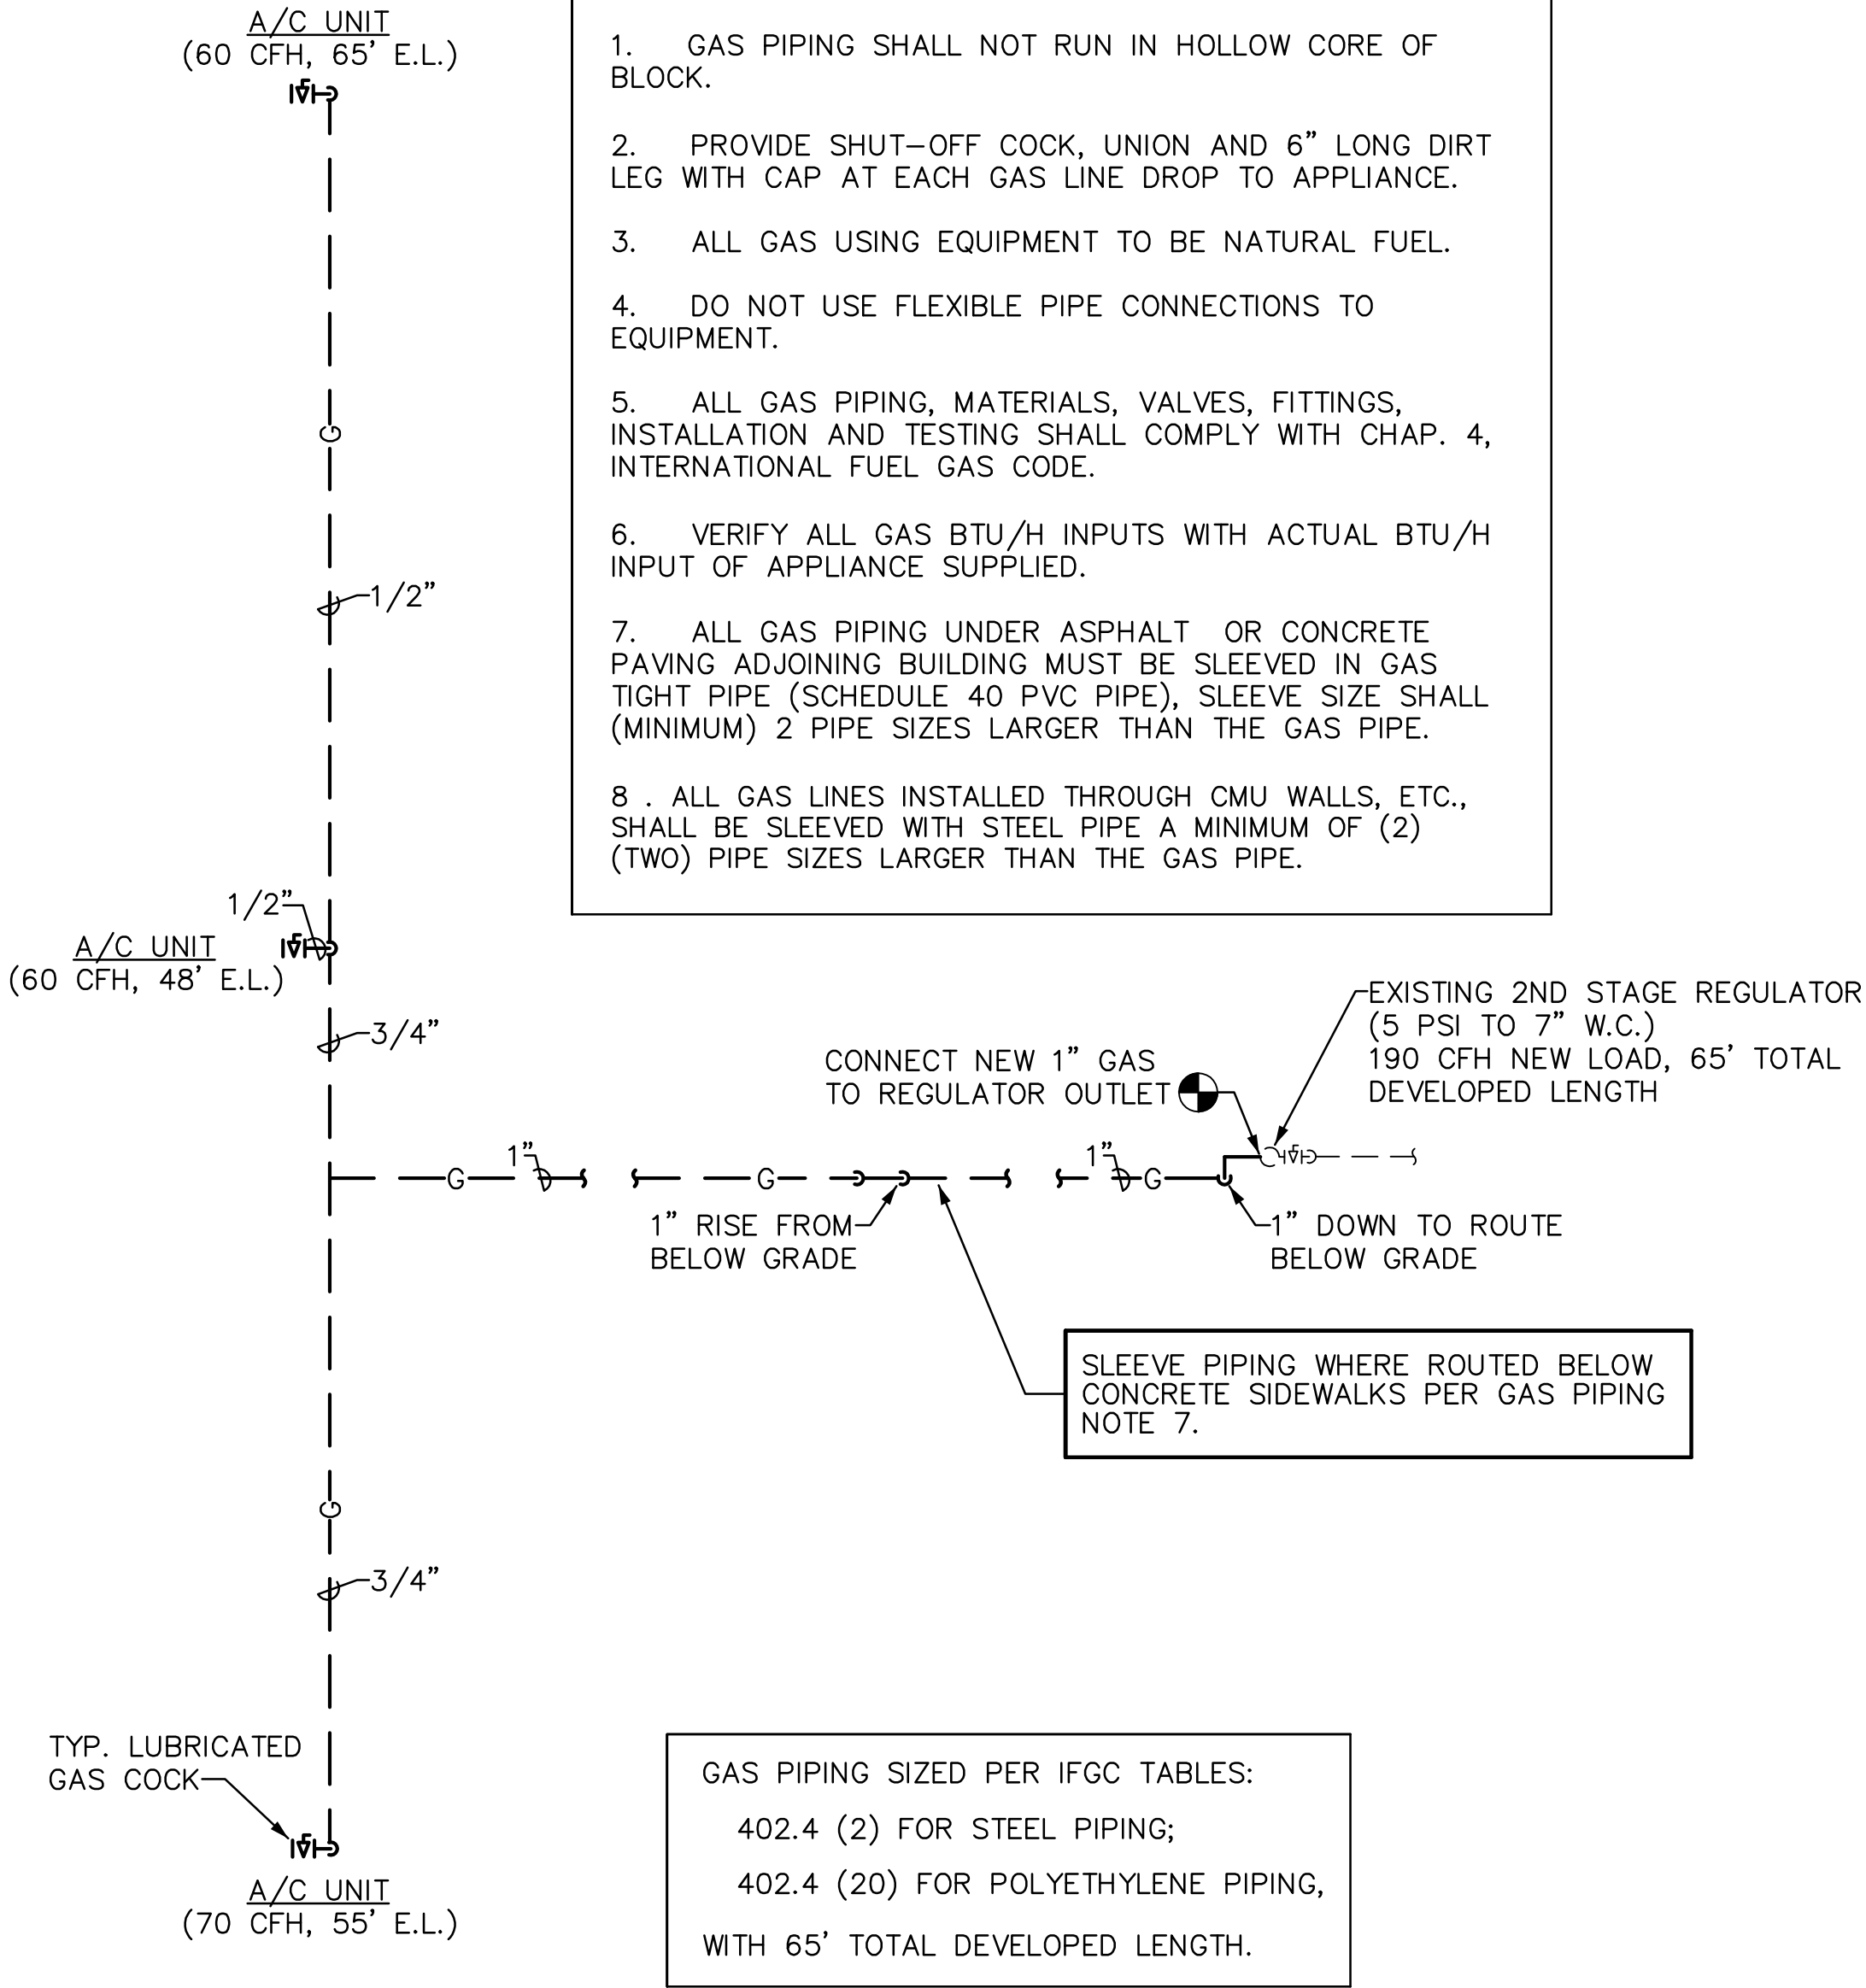 A/C UNIT
(60 CFH, 65' E.L.)
1. GAS PIPING SHALL NOT RUN IN HOLLOW CORE OF
BLOCK.
2. PROVIDE SHUT-OFF COCK, UNION AND 6" LONG DIRT
LEG WITH CAP AT EACH GAS LINE DROP TO APPLIANCE.
3. ALL GAS USING EQUIPMENT TO BE NATURAL FUEL.
4. DO NOT USE FLEXIBLE PIPE CONNECTIONS TO
EQUIPMENT.
5. ALL GAS PIPING, MATERIALS, VALVES, FITTINGS,
INSTALLATION AND TESTING SHALL COMPLY WITH CHAP. 4,
INTERNATIONAL FUEL GAS CODE.
6. VERIFY ALL GAS BTU/H INPUTS WITH ACTUAL BTU/H
INPUT OF APPLIANCE SUPPLIED.
7. ALL GAS PIPING UNDER ASPHALT OR CONCRETE
PAVING ADJOINING BUILDING MUST BE SLEEVED IN GAS
TIGHT PIPE (SCHEDULE 40 PVC PIPE), SLEEVE SIZE SHALL
(MINIMUM) 2 PIPE SIZES LARGER THAN THE GAS PIPE.
8 . ALL GAS LINES INSTALLED THROUGH CMU WALLS, ETC.,
SHALL BE SLEEVED WITH STEEL PIPE A MINIMUM OF (2)
(TWO) PIPE SIZES LARGER THAN THE GAS PIPE.
G
1/2"
1/2"
A/C UNIT
(60 CFH, 48' E.L.)
3/4"
EXISTING 2ND STAGE REGULATOR
(5 PSI TO 7" W.C.)
190 CFH NEW LOAD, 65' TOTAL
DEVELOPED LENGTH
CONNECT NEW 1" GAS
TO REGULATOR OUTLET
G
1"
G
1"
G
1" RISE FROM
BELOW GRADE
1" DOWN TO ROUTE
BELOW GRADE
SLEEVE PIPING WHERE ROUTED BELOW
CONCRETE SIDEWALKS PER GAS PIPING
NOTE 7.
G
3/4"
TYP. LUBRICATED
GAS COCK
A/C UNIT
(70 CFH, 55' E.L.)
GAS PIPING SIZED PER IFGC TABLES:
402.4 (2) FOR STEEL PIPING;
402.4 (20) FOR POLYETHYLENE PIPING,
WITH 65' TOTAL DEVELOPED LENGTH.